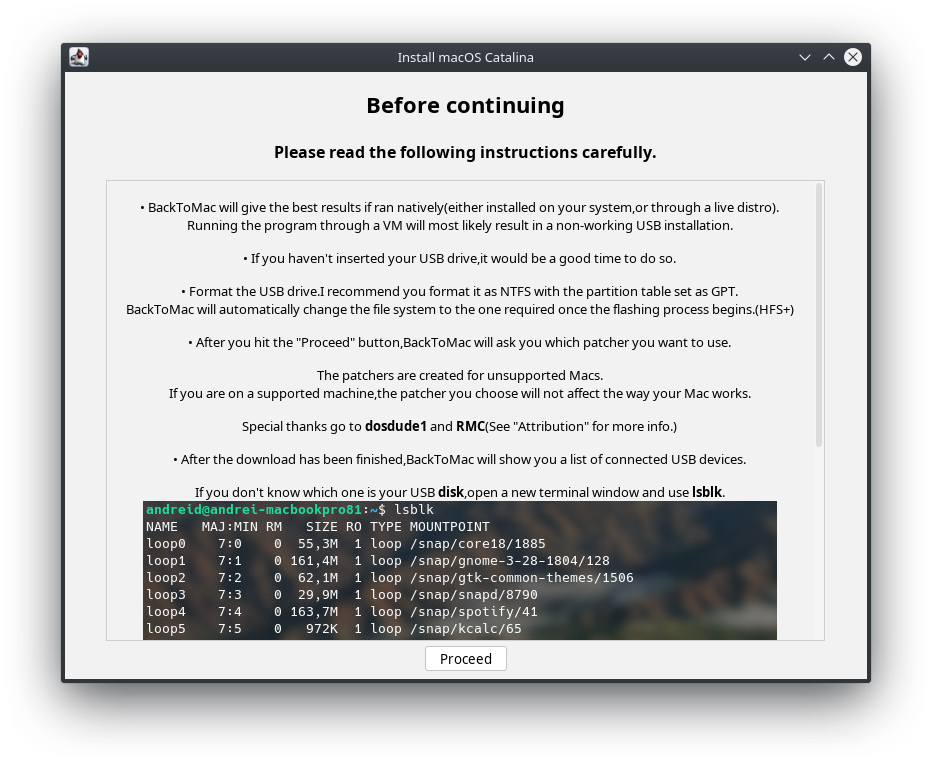 Install macOS Catalina
Before continuing
Please read the following instructions carefully.
• BackToMac will give the best results if ran natively(either installed on your system,or through a live distro).
Running the program through a VM will most likely result in a non-working USB installation.
• If you haven't inserted your USB drive,it would be a good time to do so.
• Format the USB drive.I recommend you format it as NTFS with the partition table set as GPT.
BackToMac will automatically change the file system to the one required once the flashing process begins.(HFS+)
• After you hit the "Proceed" button,BackToMac will ask you which patcher you want to use.
The patchers are created for unsupported Macs.
If you are on a supported machine,the patcher you choose will not affect the way your Mac works.
Special thanks go to dosdude1 and RMC(See "Attribution" for more info.)
• After the download has been finished,BackToMac will show you a list of connected USB devices.
If you don't know which one is your USB disk,open a new terminal window and use lsblk.
andreid@andrei-macbookpro81:~$ lsblk
NAME   MAJ:MIN RM   SIZE RO TYPE MOUNTPOINT
loop0    7:0    0  55,3M  1 loop /snap/core18/1885
loop1    7:1    0 161,4M  1 loop /snap/gnome-3-28-1804/128
loop2    7:2    0  62,1M  1 loop /snap/gtk-common-themes/1506
loop3    7:3    0  29,9M  1 loop /snap/snapd/8790
loop4    7:4    0 163,7M  1 loop /snap/spotify/41
loop5    7:5    0   972K  1 loop /snap/kcalc/65
Proceed